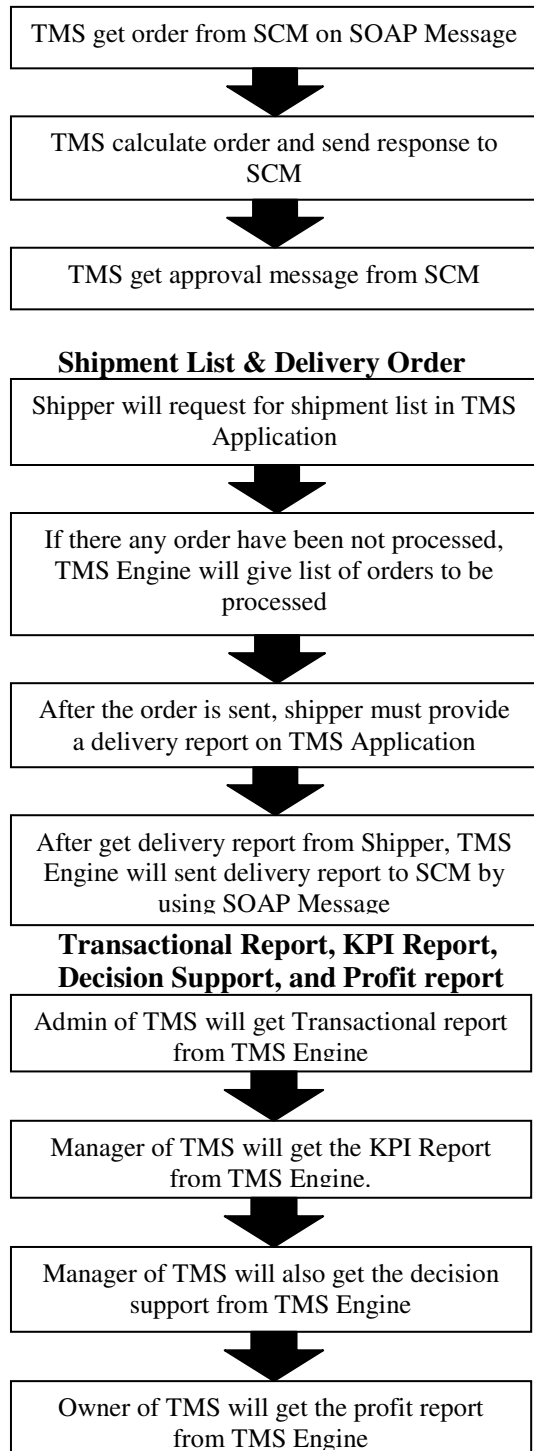 TMS get order from SCM on SOAP Message
TMS calculate order and send response to
SCM
TMS get approval message from SCM
Shipment List & Delivery Order
Shipper will request for shipment list in TMS
Application
If there any order have been not processed,
TMS Engine will give list of orders to be
processed
After the order is sent, shipper must provide
a delivery report on TMS Application
After get delivery report from Shipper, TMS
Engine will sent delivery report to SCM by
using SOAP Message
Transactional Report, KPI Report,
Decision Support, and Profit report
Admin of TMS will get Transactional report
from TMS Engine
Manager of TMS will get the KPI Report
from TMS Engine.
Manager of TMS will also get the decision
support from TMS Engine
Owner of TMS will get the profit report
from TMS Engine